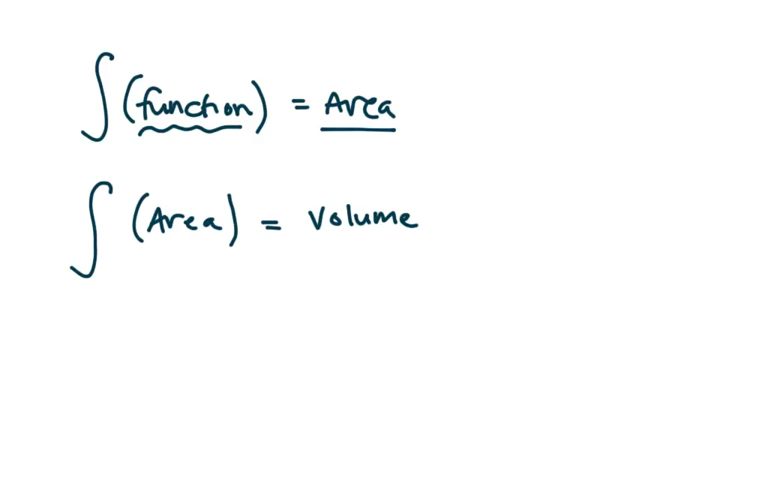 ∫(function) = Area
∫(Area) = Volume